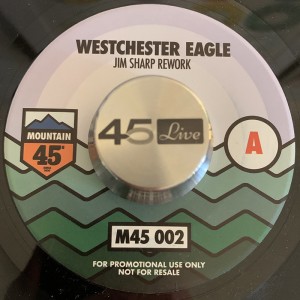 WESTCHESTER EAGLE
JIM SHARP REWORK
MOUNTAIN
45
45 Live
A
M45 002
FOR PROMOTIONAL USE ONLY
NOT FOR RESALE